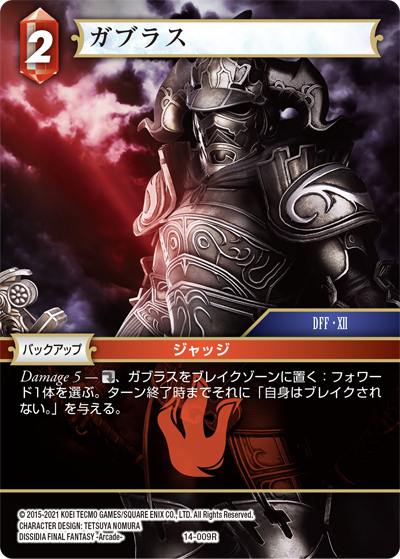 2
ガブラス
DFF・XII
バックアップ
ジャッジ
Damage 5 ― 、ガブラスをブレイクゾーンに置く：フォワー
ド1体を選ぶ。ターン終了時までそれに「自身はブレイクされ
ない。」を与える。
© 2015-2021 KOEI TECMO GAMES/SQUARE ENIX CO., LTD. All Rights Reserved.
CHARACTER DESIGN: TETSUYA NOMURA
DISSIDIA FINAL FANTASY -Arcade-
14-009R